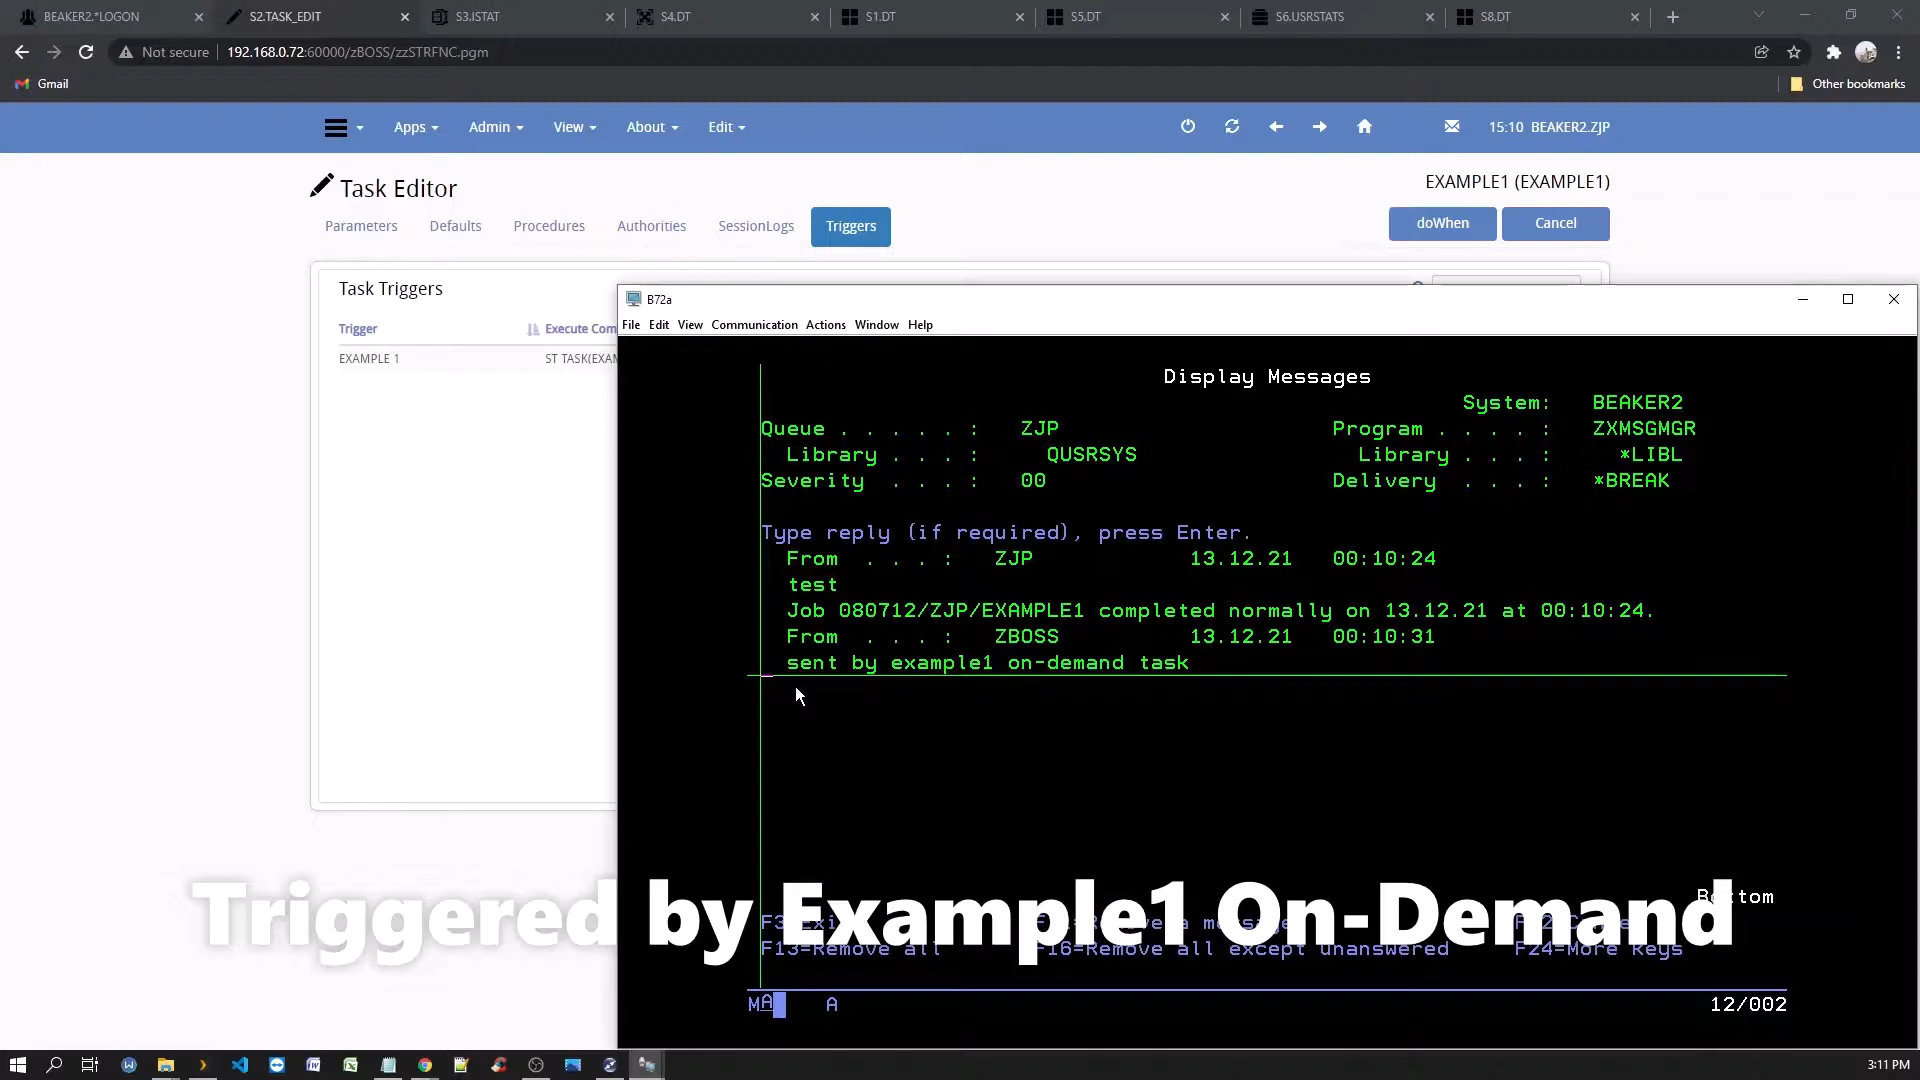 BEAKER2.*LOGON
S2.TASK_EDIT
S3.ISTAT
S4.DT
S1.DT
S5.DT
S6.USRSTATS
S8.DT
Not secure
192.168.0.72:60000/zBOSS/zzSTRFNC.pgm
Gmail
Other bookmarks
Apps
Admin
View
About
Edit
15:10 BEAKER2.ZJP
Task Editor
EXAMPLE1 (EXAMPLE1)
Parameters
Defaults
Procedures
Authorities
SessionLogs
Triggers
doWhen
Cancel
Task Triggers
Trigger
Execute Com
EXAMPLE 1
ST TASK(EXAM
B72a
File Edit View Communication Actions Window Help
Display Messages
System: BEAKER2
Queue . . . . . : ZJP Program . . . . : ZXMSGMGR
Library . . . : QUSRSYS Library . . . : *LIBL
Severity . . . : 00 Delivery . . . : *BREAK
Type reply (if required), press Enter.
From . . . : ZJP 13.12.21 00:10:24
test
Job 080712/ZJP/EXAMPLE1 completed normally on 13.12.21 at 00:10:24.
From . . . : ZBOSS 13.12.21 00:10:31
sent by example1 on-demand task
Triggered by Example1 On-Demand
F13=Remove all F16=Remove all except unanswered F24=More keys
MA A 12/002
3:11 PM